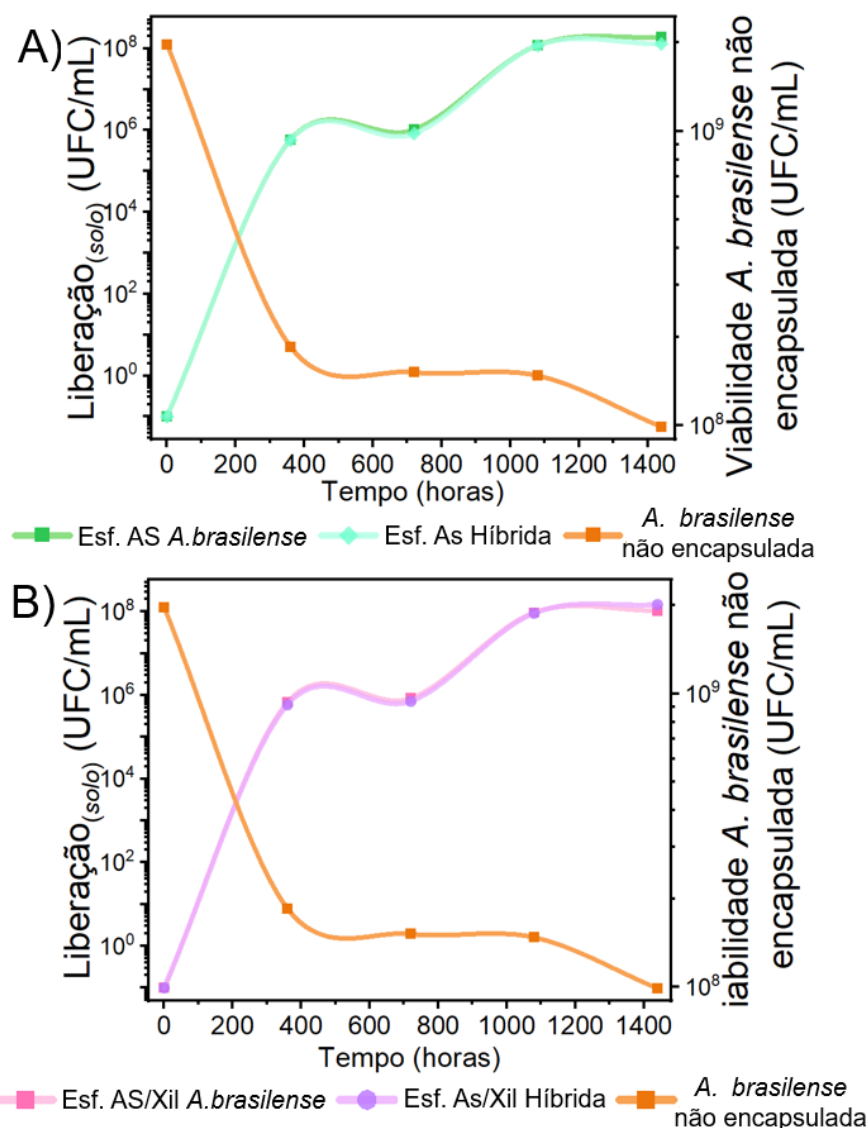 A)
Liberação(solo) (UFC/mL)
10^8
10^6
10^4
10^2
10^0
Viabilidade A. brasilense não
encapsulada (UFC/mL)
10^9
10^8
0 200 400 600 800 1000 1200 1400
Tempo (horas)
Esf. AS A.brasilense
Esf. As Híbrida
A. brasilense
não encapsulada
B)
Liberação(solo) (UFC/mL)
10^8
10^6
10^4
10^2
10^0
iabilidade A. brasilense não
encapsulada (UFC/mL)
10^9
10^8
0 200 400 600 800 1000 1200 1400
Tempo (horas)
Esf. AS/Xil A.brasilense
Esf. As/Xil Híbrida
A. brasilense
não encapsulada